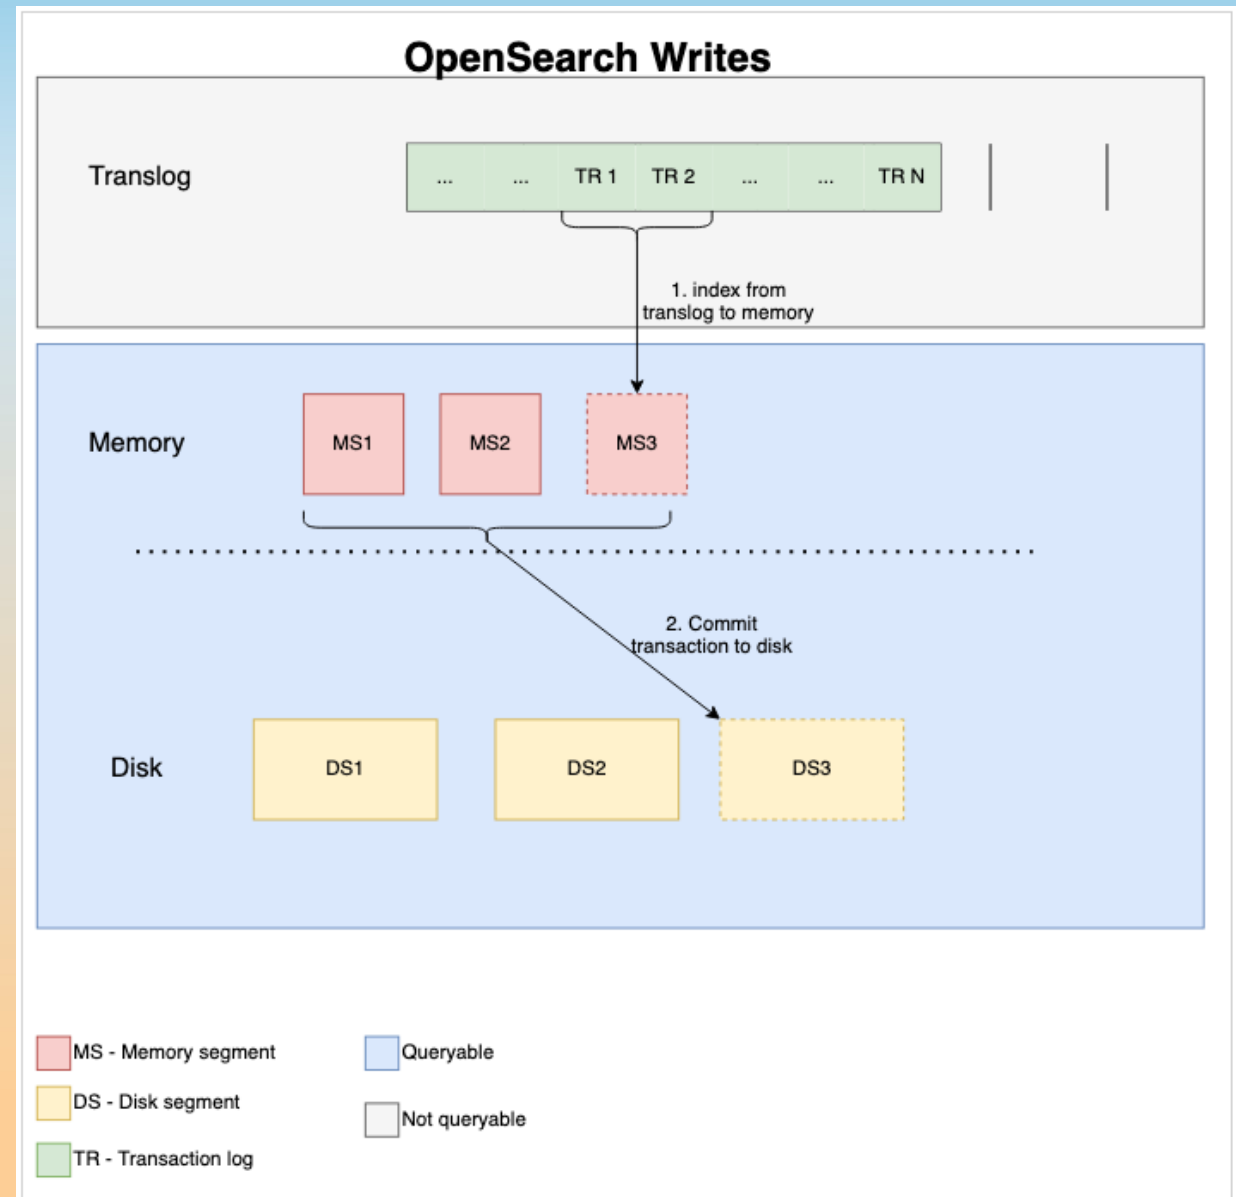 OpenSearch Writes
Translog
... ... TR 1 TR 2 ... ... TR N
1. index from
translog to memory
Memory
MS1 MS2 MS3
2. Commit
transaction to disk
Disk
DS1 DS2 DS3
MS - Memory segment
Queryable
DS - Disk segment
Not queryable
TR - Transaction log